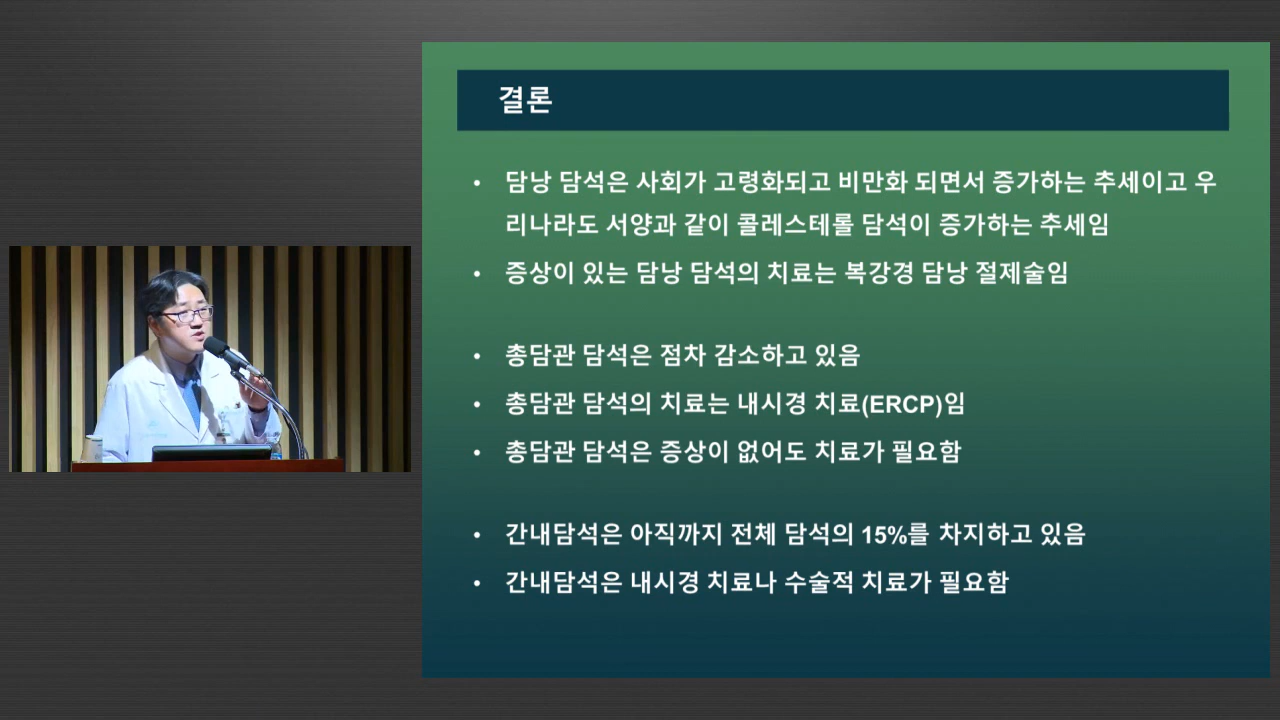 결론
• 담낭 담석은 사회가 고령화되고 비만화 되면서 증가하는 추세이고 우
리나라도 서양과 같이 콜레스테롤 담석이 증가하는 추세임
• 증상이 있는 담낭 담석의 치료는 복강경 담낭 절제술임
• 총담관 담석은 점차 감소하고 있음
• 총담관 담석의 치료는 내시경 치료(ERCP)임
• 총담관 담석은 증상이 없어도 치료가 필요함
• 간내담석은 아직까지 전체 담석의 15%를 차지하고 있음
• 간내담석은 내시경 치료나 수술적 치료가 필요함